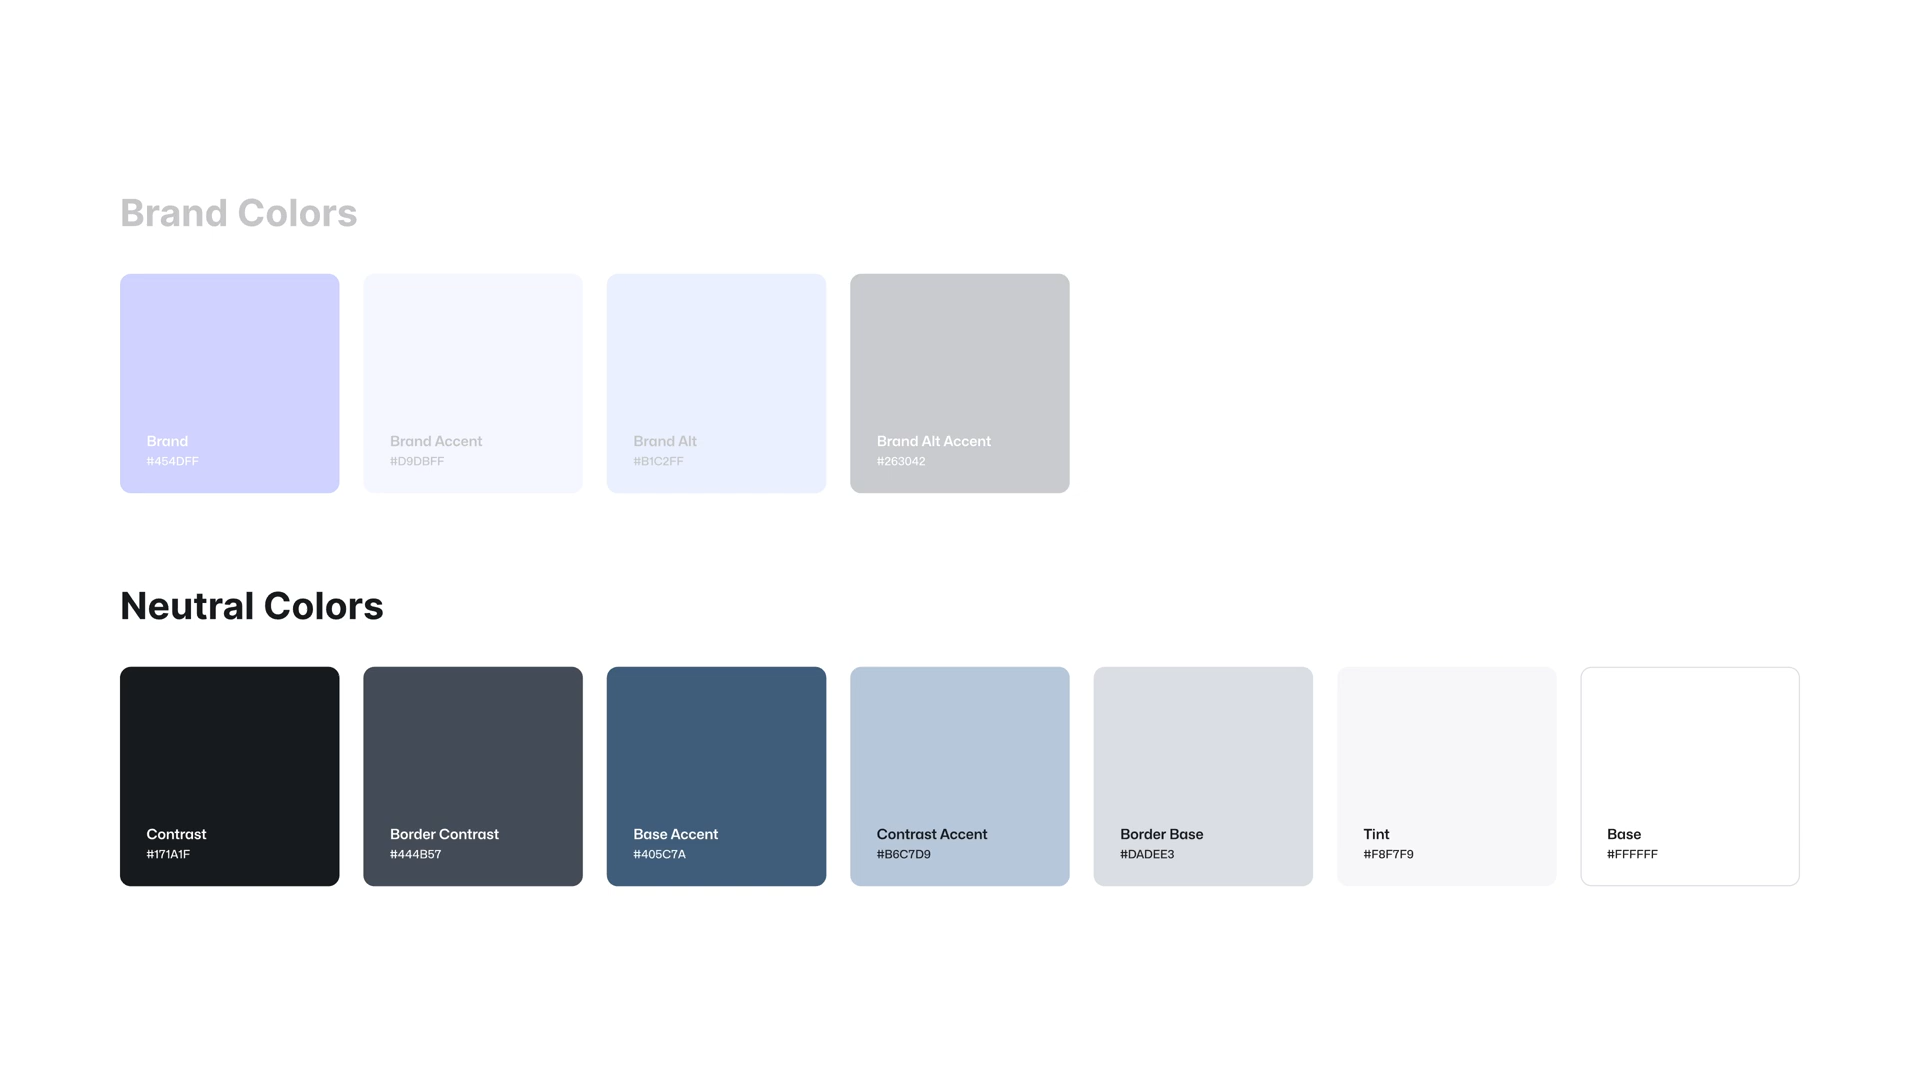 Brand Colors
Brand
#454DFF
Brand Accent
#D9DBFF
Brand Alt
#B1C2FF
Brand Alt Accent
#263042
Neutral Colors
Contrast
#171A1F
Border Contrast
#444B57
Base Accent
#405C7A
Contrast Accent
#B6C7D9
Border Base
#DADEE3
Tint
#F8F7F9
Base
#FFFFFF